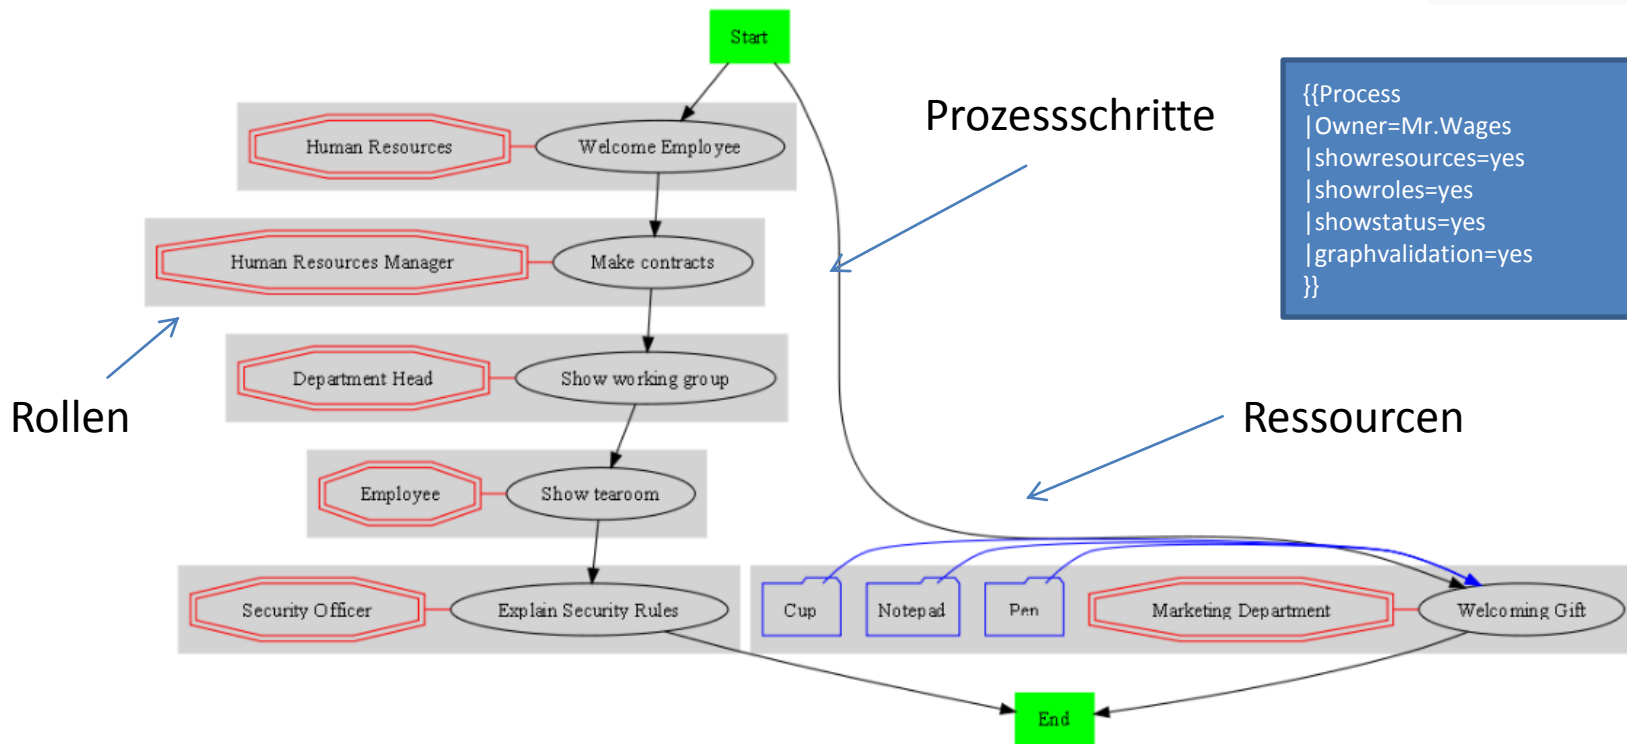 Start
Prozessschritte
{{Process
|Owner=Mr.Wages
|showresources=yes
|showroles=yes
|showstatus=yes
|graphvalidation=yes
}}
Human Resources
Welcome Employee
Human Resources Manager
Make contracts
Rollen
Department Head
Show working group
Ressourcen
Employee
Show tearoom
Security Officer
Explain Security Rules
Cup
Notepad
Pen
Marketing Department
Welcoming Gift
End